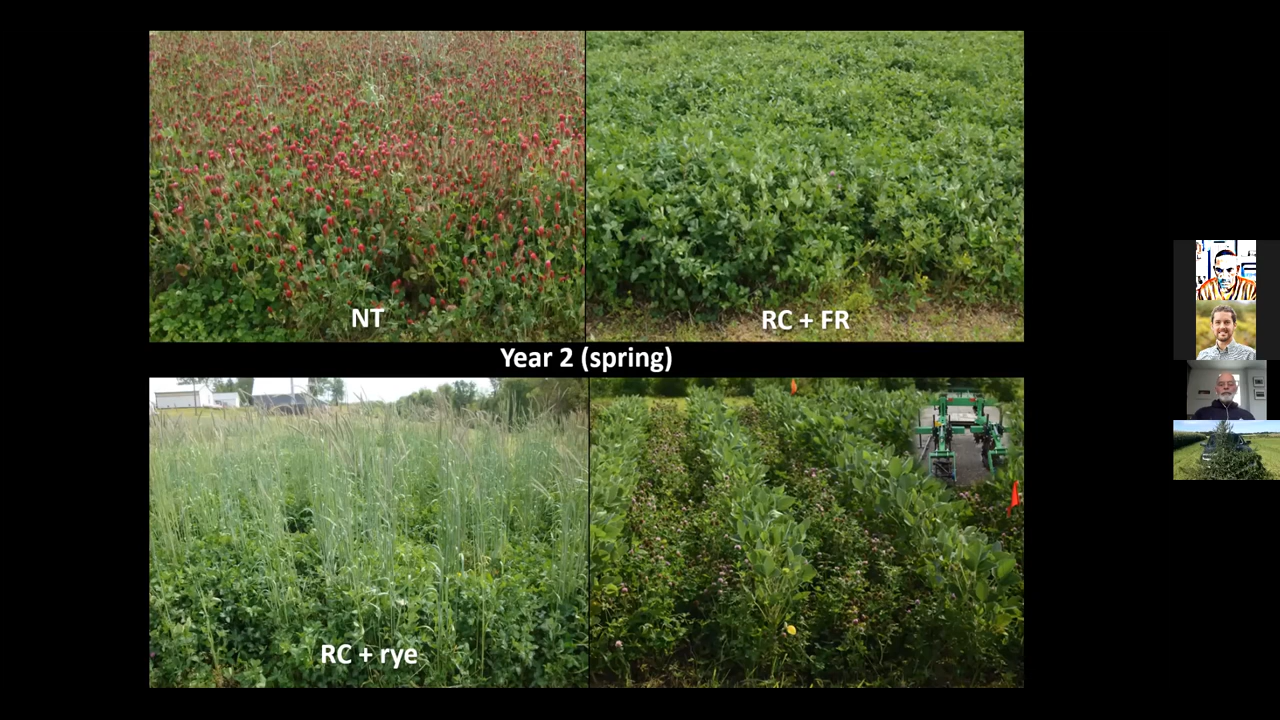 NT
RC + FR
Year 2 (spring)
RC + rye